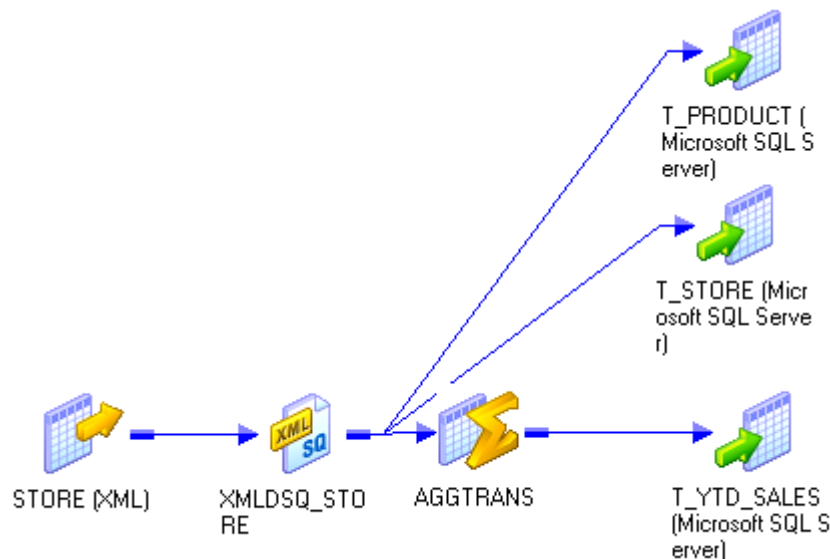 T_PRODUCT (
Microsoft SQL S
erver)
T_STORE (Micr
osoft SQL Serve
r)
XML
SQ
STORE (XML)
XMLDSQ_STO
RE
AGGTRANS
T_YTD_SALES
(Microsoft SQL S
erver)